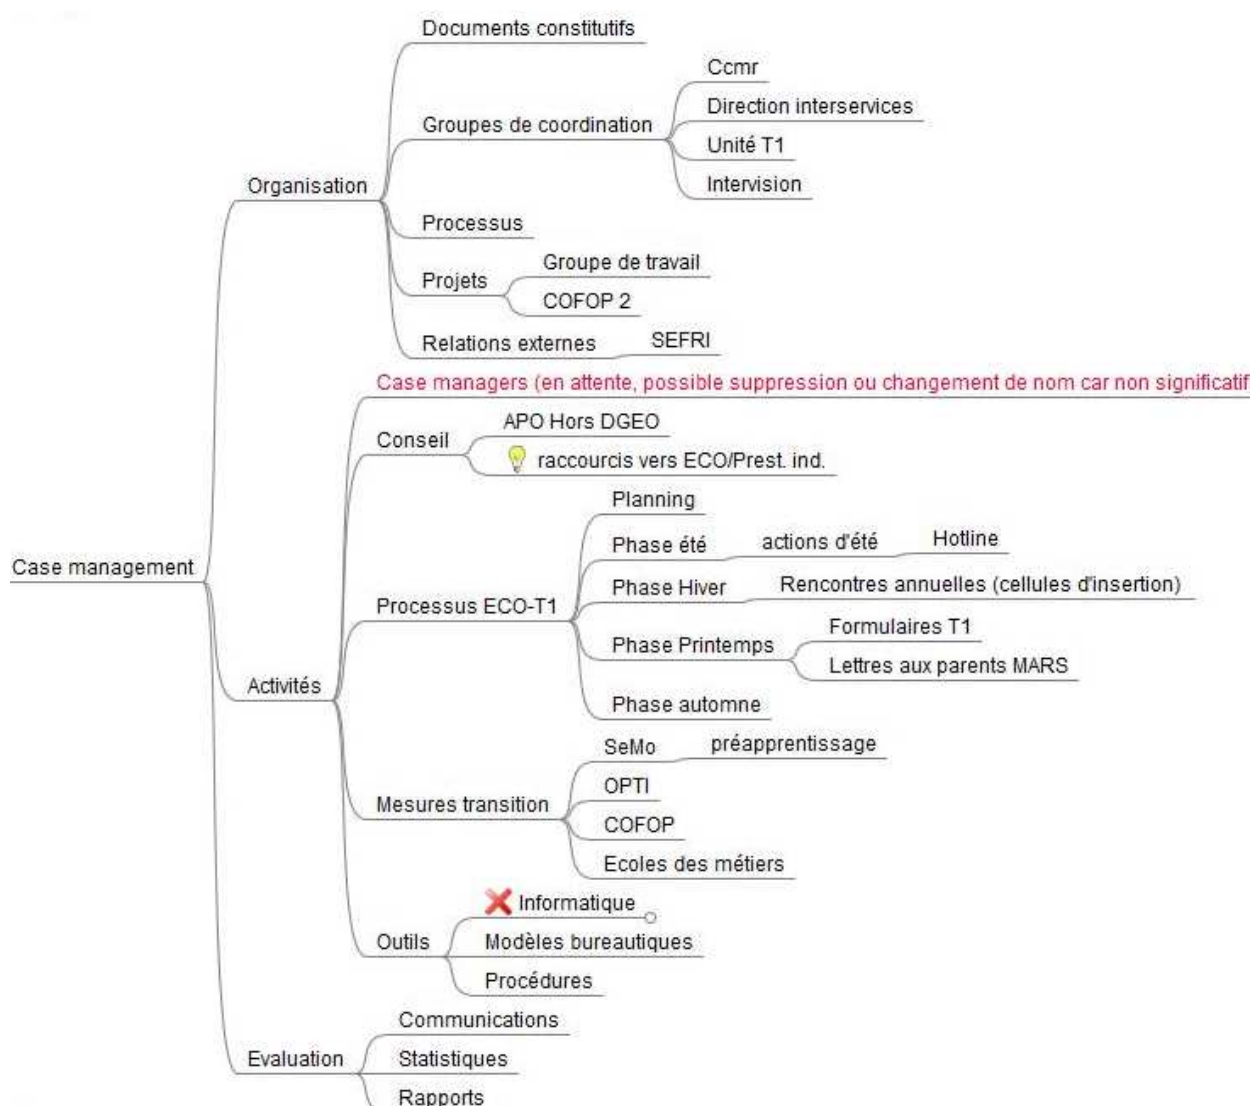 Documents constitutifs
Ccmr
Direction interservices
Groupes de coordination
Unité T1
Intervision
Organisation
Processus
Groupe de travail
Projets
COFOP 2
Relations externes
SEFRI
Case managers (en attente, possible suppression ou changement de nom car non significatif
APO Hors DGEO
Conseil
raccourcis vers ECO/Prest. ind.
Planning
Phase été
actions d'été
Hotline
Case management
Phase Hiver
Rencontres annuelles (cellules d'insertion)
Processus ECO-T1
Formulaires T1
Phase Printemps
Lettres aux parents MARS
Activités
Phase automne
SeMo
préapprentissage
OPTI
Mesures transition
COFOP
Ecoles des métiers
Informatique
Outils
Modèles bureautiques
Procédures
Communications
Evaluation
Statistiques
Rapports